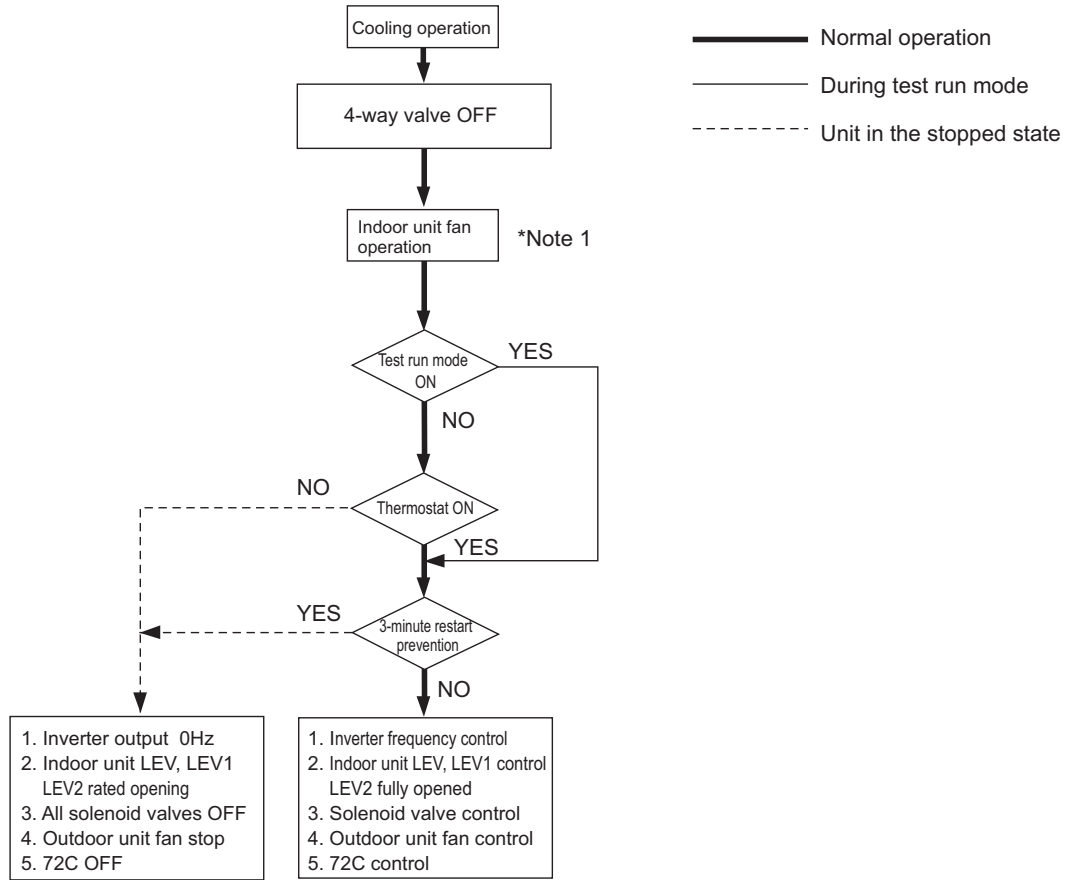 Cooling operation
Normal operation
During test run mode
Unit in the stopped state
4-way valve OFF
Indoor unit fan
operation
*Note 1
Test run mode
ON
YES
NO
NO
Thermostat ON
YES
YES
3-minute restart
prevention
NO
1. Inverter output 0Hz
2. Indoor unit LEV, LEV1
LEV2 rated opening
3. All solenoid valves OFF
4. Outdoor unit fan stop
5. 72C OFF
1. Inverter frequency control
2. Indoor unit LEV, LEV1 control
LEV2 fully opened
3. Solenoid valve control
4. Outdoor unit fan control
5. 72C control